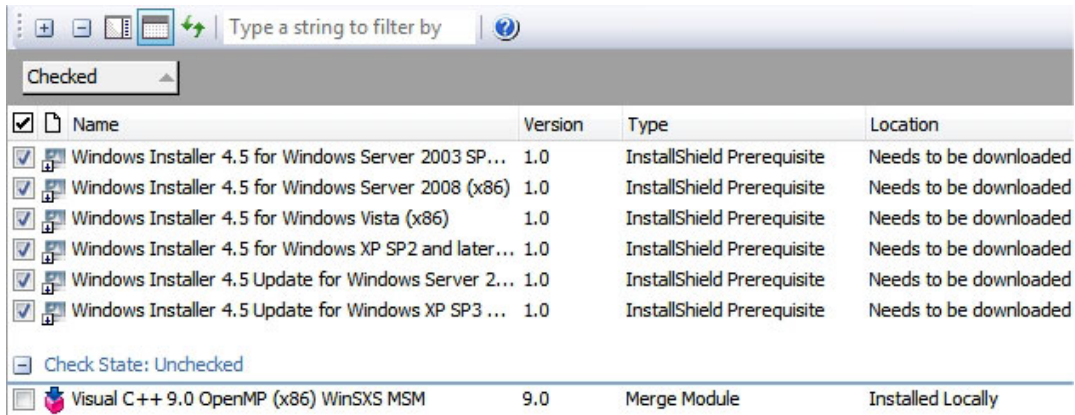 Type a string to filter by
Checked
Name Version Type Location
Windows Installer 4.5 for Windows Server 2003 SP... 1.0 InstallShield Prerequisite Needs to be downloaded
Windows Installer 4.5 for Windows Server 2008 (x86) 1.0 InstallShield Prerequisite Needs to be downloaded
Windows Installer 4.5 for Windows Vista (x86) 1.0 InstallShield Prerequisite Needs to be downloaded
Windows Installer 4.5 for Windows XP SP2 and later... 1.0 InstallShield Prerequisite Needs to be downloaded
Windows Installer 4.5 Update for Windows Server 2... 1.0 InstallShield Prerequisite Needs to be downloaded
Windows Installer 4.5 Update for Windows XP SP3 ... 1.0 InstallShield Prerequisite Needs to be downloaded
Check State: Unchecked
Visual C++ 9.0 OpenMP (x86) WinSXS MSM 9.0 Merge Module Installed Locally